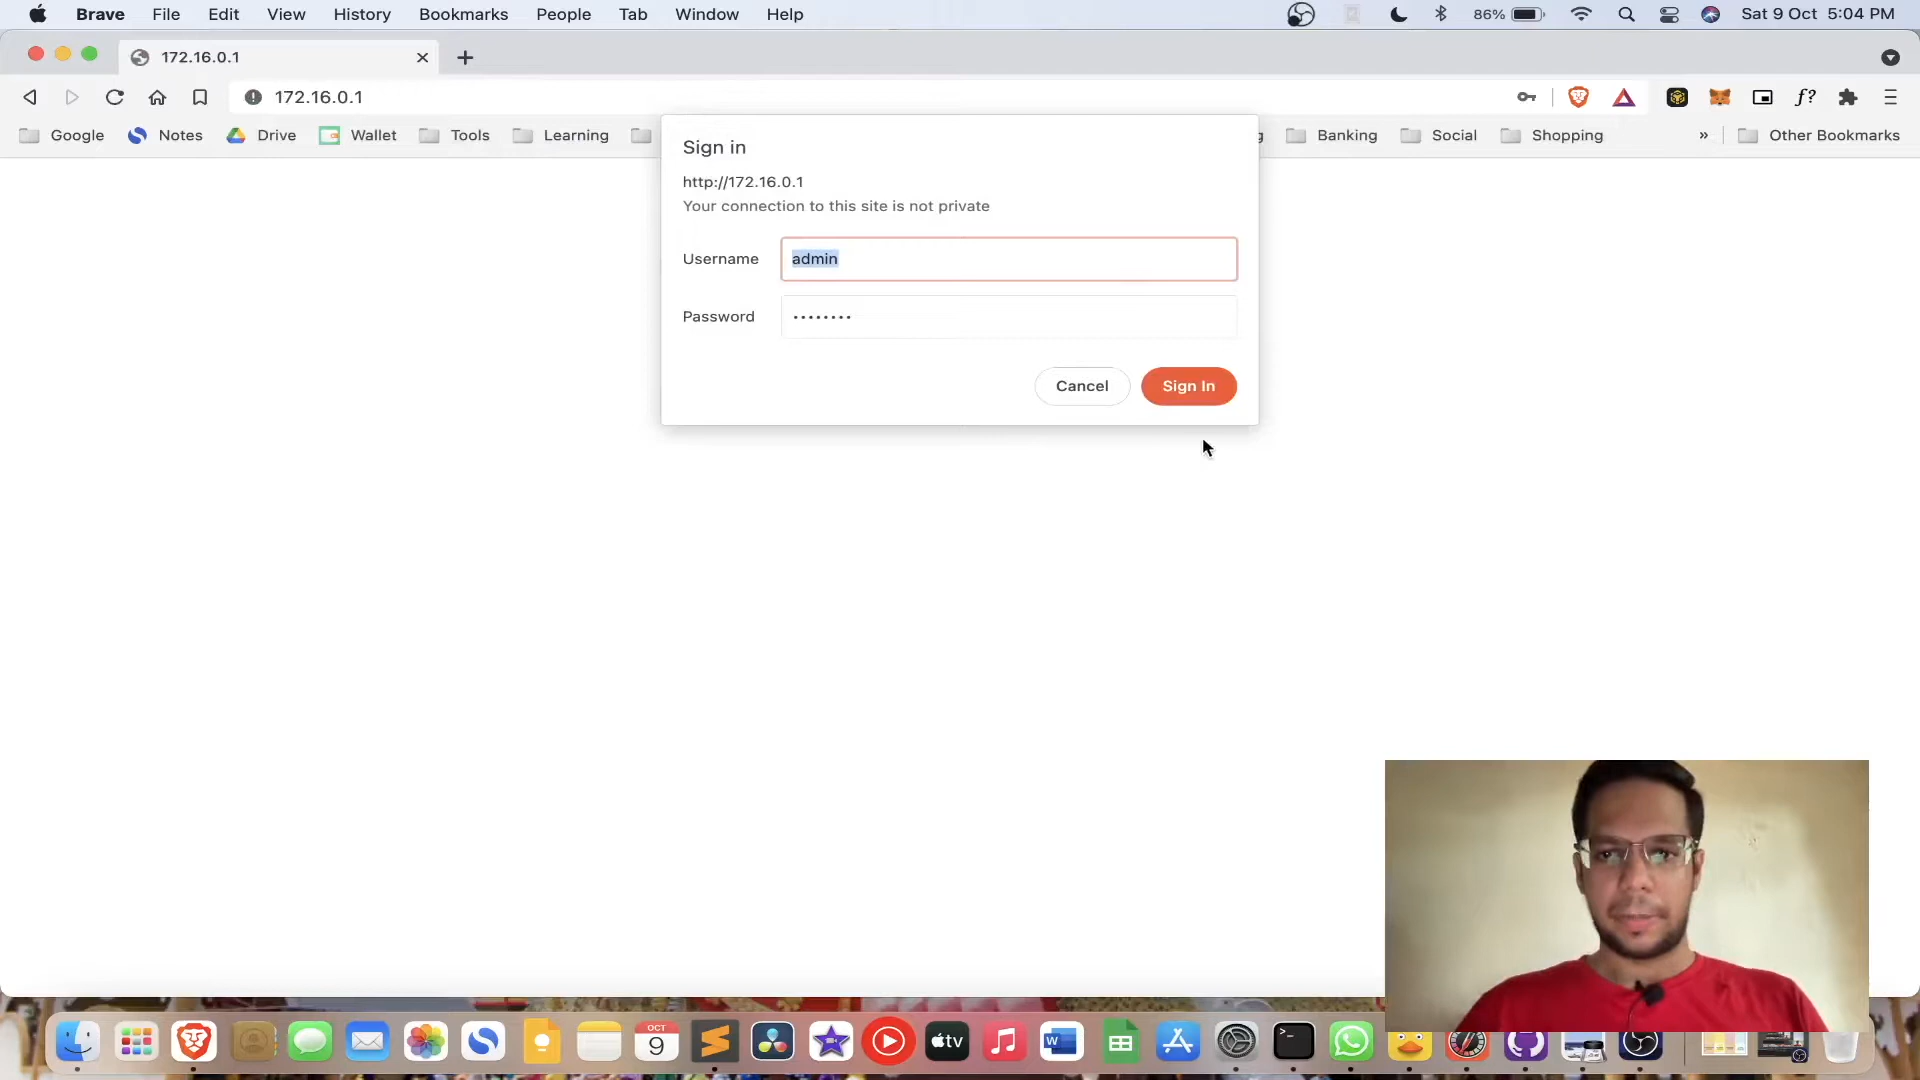 Brave File Edit View History Bookmarks People Tab Window Help 86% Sat 9 Oct 5:04 PM
172.16.0.1
172.16.0.1 f?
Google Notes Drive Wallet Tools Learning g Banking Social Shopping » Other Bookmarks
Sign in
http://172.16.0.1
Your connection to this site is not private
Username admin
Password ••••••••
Cancel Sign In
OCT
9
tv
W
>_